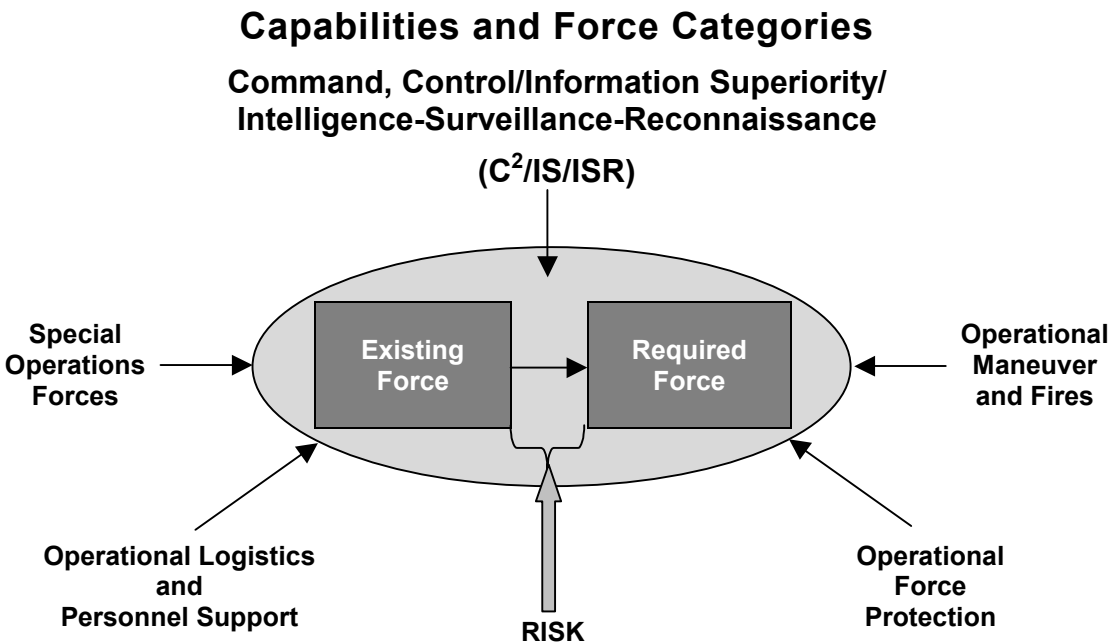 Capabilities and Force Categories
Command, Control/Information Superiority/
Intelligence-Surveillance-Reconnaissance
(C²/IS/ISR)
Special
Operations
Forces
Existing
Force
Required
Force
Operational
Maneuver
and Fires
Operational Logistics
and
Personnel Support
RISK
Operational
Force
Protection